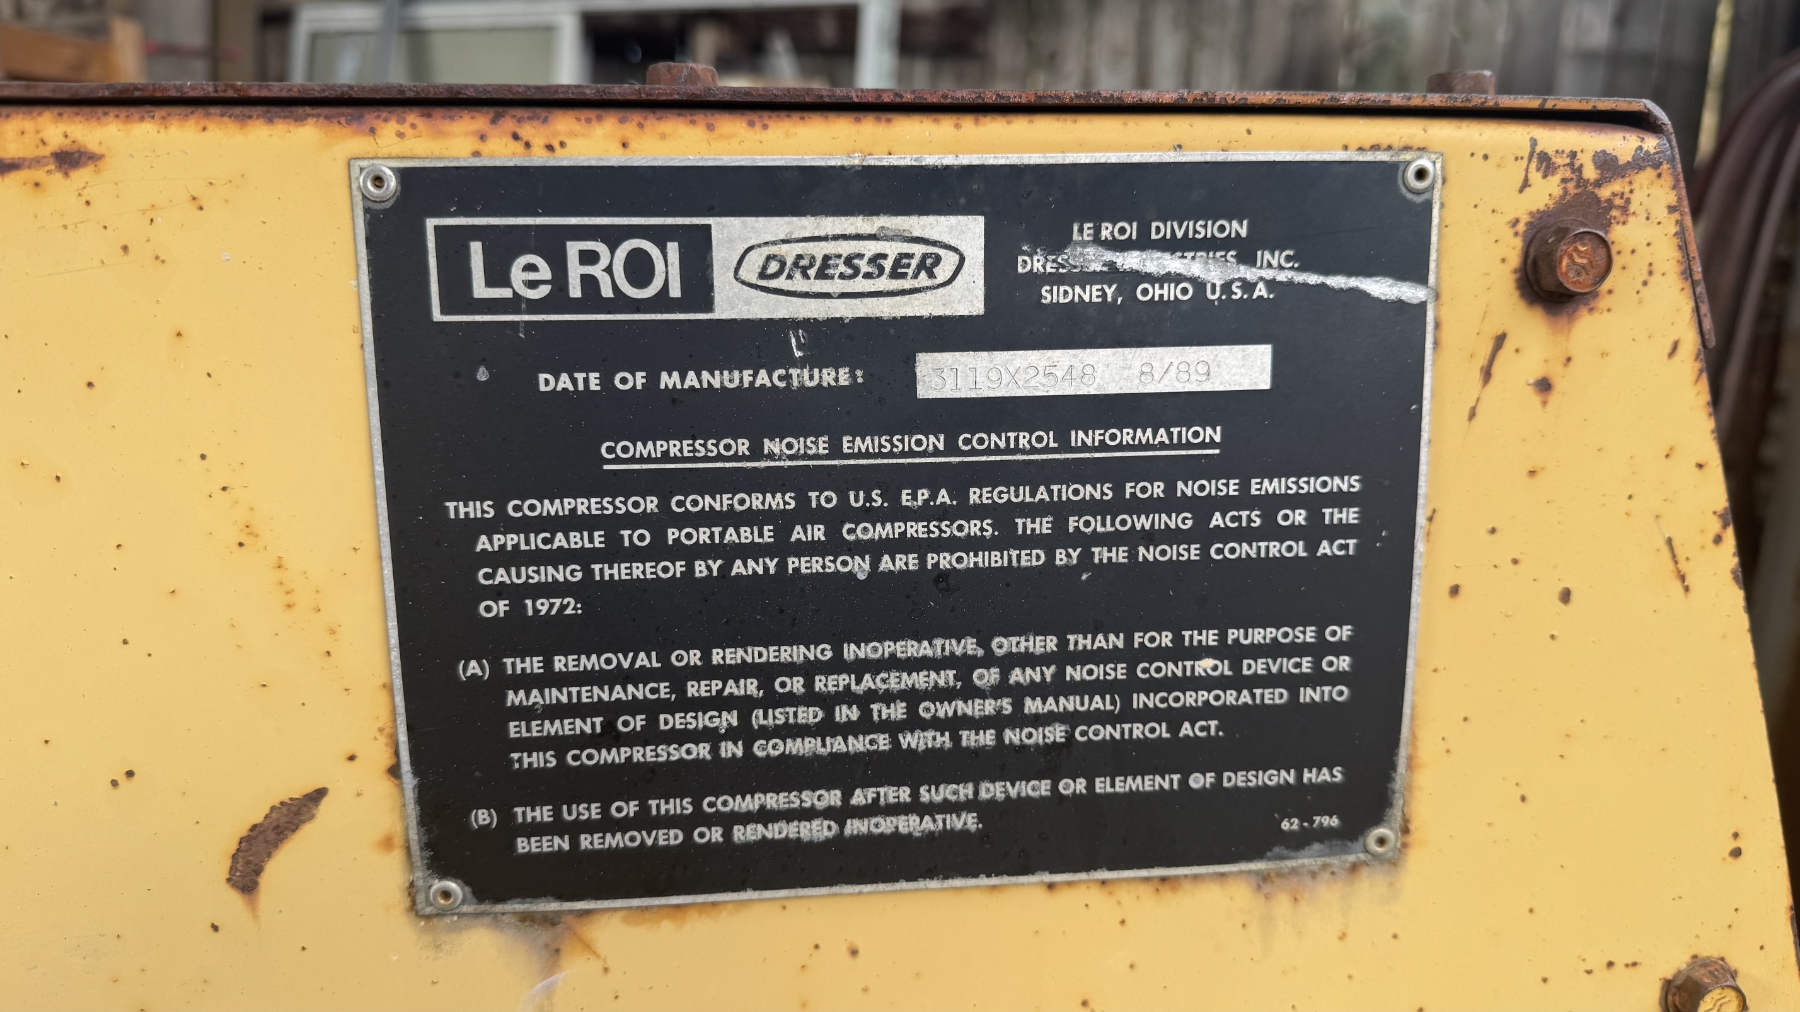 Le ROI DRESSER
LE ROI DIVISION
INC.
SIDNEY, OHIO U.S.A.
DATE OF MANUFACTURE: 3119X2548 8/89
COMPRESSOR NOISE EMISSION CONTROL INFORMATION
THIS COMPRESSOR CONFORMS TO U.S. E.P.A. REGULATIONS FOR NOISE EMISSIONS
APPLICABLE TO PORTABLE AIR COMPRESSORS. THE FOLLOWING ACTS OR THE
CAUSING THEREOF BY ANY PERSON ARE PROHIBITED BY THE NOISE CONTROL ACT
OF 1972:
(A) THE REMOVAL OR RENDERING INOPERATIVE, OTHER THAN FOR THE PURPOSE OF
MAINTENANCE, REPAIR, OR REPLACEMENT, OF ANY NOISE CONTROL DEVICE OR
ELEMENT OF DESIGN (LISTED IN THE OWNER'S MANUAL) INCORPORATED INTO
THIS COMPRESSOR IN COMPLIANCE WITH THE NOISE CONTROL ACT.
(B) THE USE OF THIS COMPRESSOR AFTER SUCH DEVICE OR ELEMENT OF DESIGN HAS
BEEN REMOVED OR RENDERED INOPERATIVE.
62-796